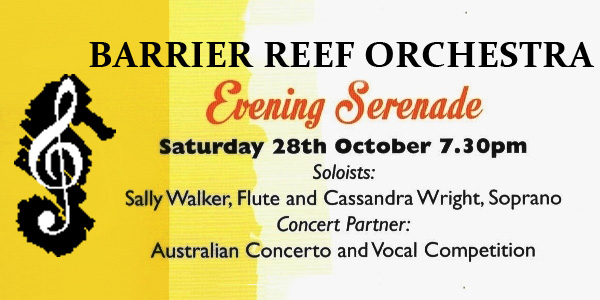 BARRIER REEF ORCHESTRA
Evening Serenade
Saturday 28th October 7.30pm
Soloists:
Sally Walker, Flute and Cassandra Wright, Soprano
Concert Partner:
Australian Concerto and Vocal Competition